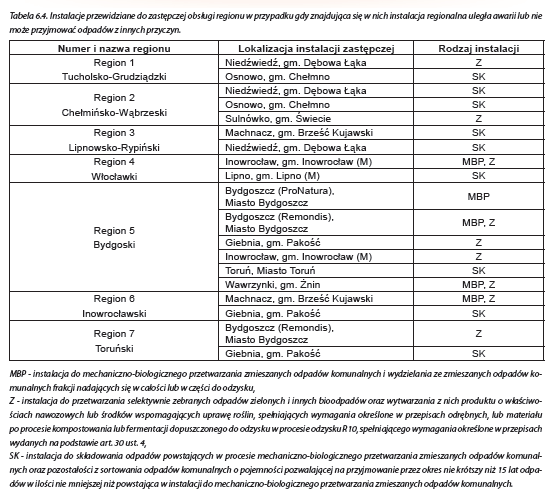 Tabela 6.4. Instalacje przewidziane do zastępczej obsługi regionu w przypadku gdy znajdująca się w nich instalacja regionalna uległa awarii lub nie
może przyjmować odpadów z innych przyczyn.
Numer i nazwa regionu Lokalizacja instalacji zastępczej Rodzaj instalacji
Region 1
Tucholsko-Grudziądzki
Niedźwiedź, gm. Dębowa Łąka Z
Osnowo, gm. Chełmno SK
Region 2
Chełmińsko-Wąbrzeski
Niedźwiedź, gm. Dębowa Łąka SK
Osnowo, gm. Chełmno SK
Sulnówko, gm. Świecie Z
Region 3
Lipnowsko-Rypiński
Machnacz, gm. Brześć Kujawski SK
Niedźwiedź, gm. Dębowa Łąka SK
Region 4
Włocławki
Inowrocław, gm. Inowrocław (M) MBP, Z
Lipno, gm. Lipno (M) SK
Region 5
Bydgoski
Bydgoszcz (ProNatura),
Miasto Bydgoszcz
MBP
Bydgoszcz (Remondis),
Miasto Bydgoszcz
MBP, Z
Giebnia, gm. Pakość Z
Inowrocław, gm. Inowrocław (M) Z
Toruń, Miasto Toruń SK
Wawrzynki, gm. Żnin MBP, Z
Region 6
Inowrocławski
Machnacz, gm. Brześć Kujawski MBP, Z
Giebnia, gm. Pakość SK
Region 7
Toruński
Bydgoszcz (Remondis),
Miasto Bydgoszcz
Z
Giebnia, gm. Pakość SK
MBP - instalacja do mechaniczno-biologicznego przetwarzania zmieszanych odpadów komunalnych i wydzielania ze zmieszanych odpadów ko-
munalnych frakcji nadających się w całości lub w części do odzysku,
Z - instalacja do przetwarzania selektywnie zebranych odpadów zielonych i innych bioodpadów oraz wytwarzania z nich produktu o właściwo-
ściach nawozowych lub środków wspomagających uprawę roślin, spełniających wymagania określone w przepisach odrębnych, lub materiału
po procesie kompostowania lub fermentacji dopuszczonego do odzysku w procesie odzysku R10, spełniającego wymagania określone w przepisach
wydanych na podstawie art. 30 ust. 4,
SK - instalacja do składowania odpadów powstających w procesie mechaniczno-biologicznego przetwarzania zmieszanych odpadów komunal-
nych oraz pozostałości z sortowania odpadów komunalnych o pojemności pozwalającej na przyjmowanie przez okres nie krótszy niż 15 lat odpa-
dów w ilości nie mniejszej niż powstająca w instalacji do mechaniczno-biologicznego przetwarzania zmieszanych odpadów komunalnych.